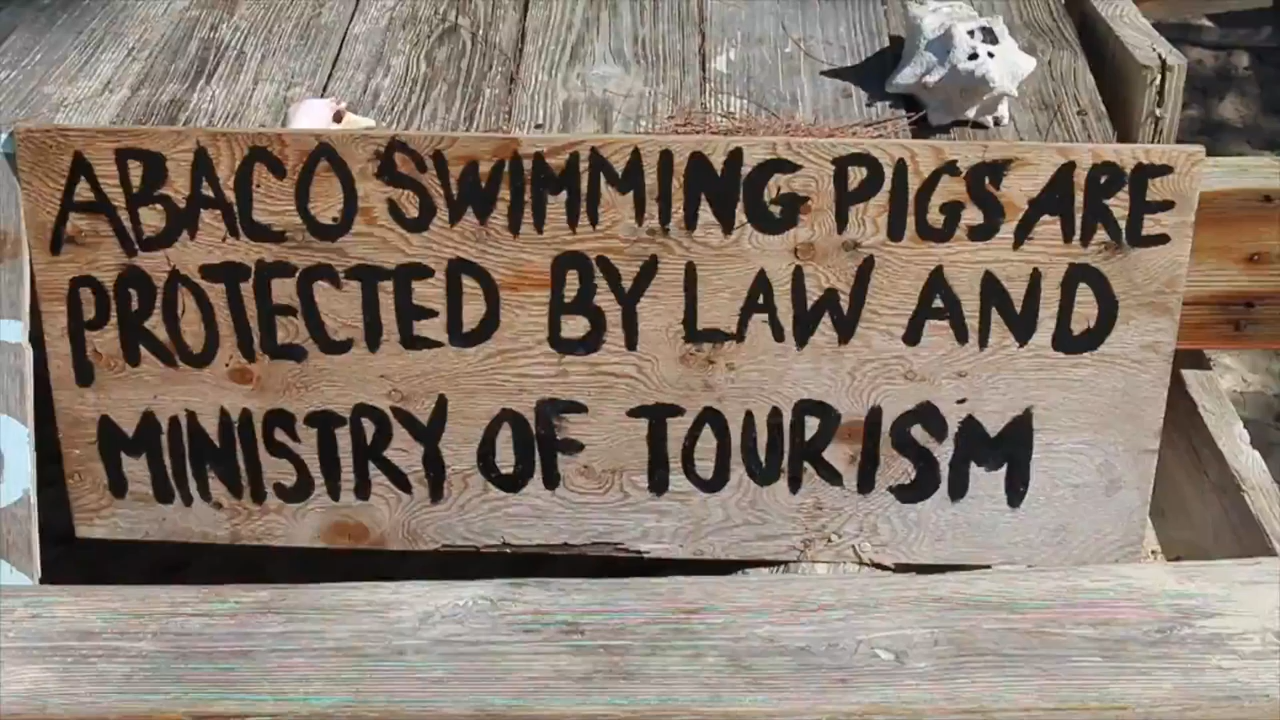 ABACO SWIMMING PIGS ARE
PROTECTED BY LAW AND
MINISTRY OF TOURISM